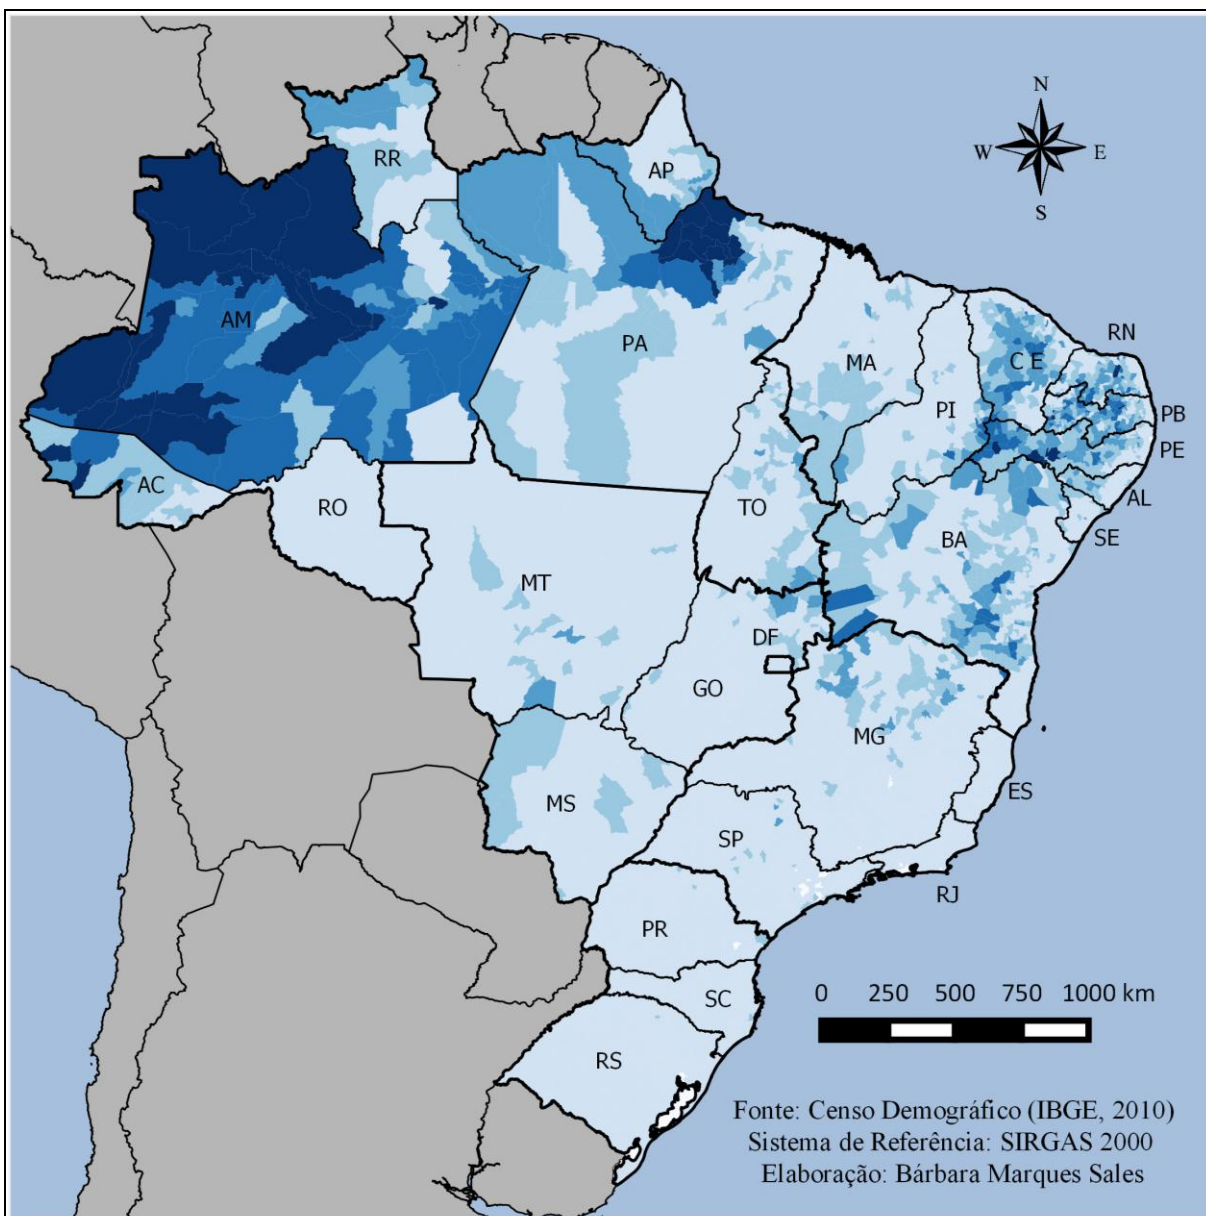 N
W E
S
RR
AP
AM
PA
MA
C E
RN
PI
PB
PE
AC
AL
RO
TO
BA
SE
MT
DF
GO
MG
MS
ES
SP
RJ
PR
SC
RS
0 250 500 750 1000 km
Fonte: Censo Demográfico (IBGE, 2010)
Sistema de Referência: SIRGAS 2000
Elaboração: Bárbara Marques Sales